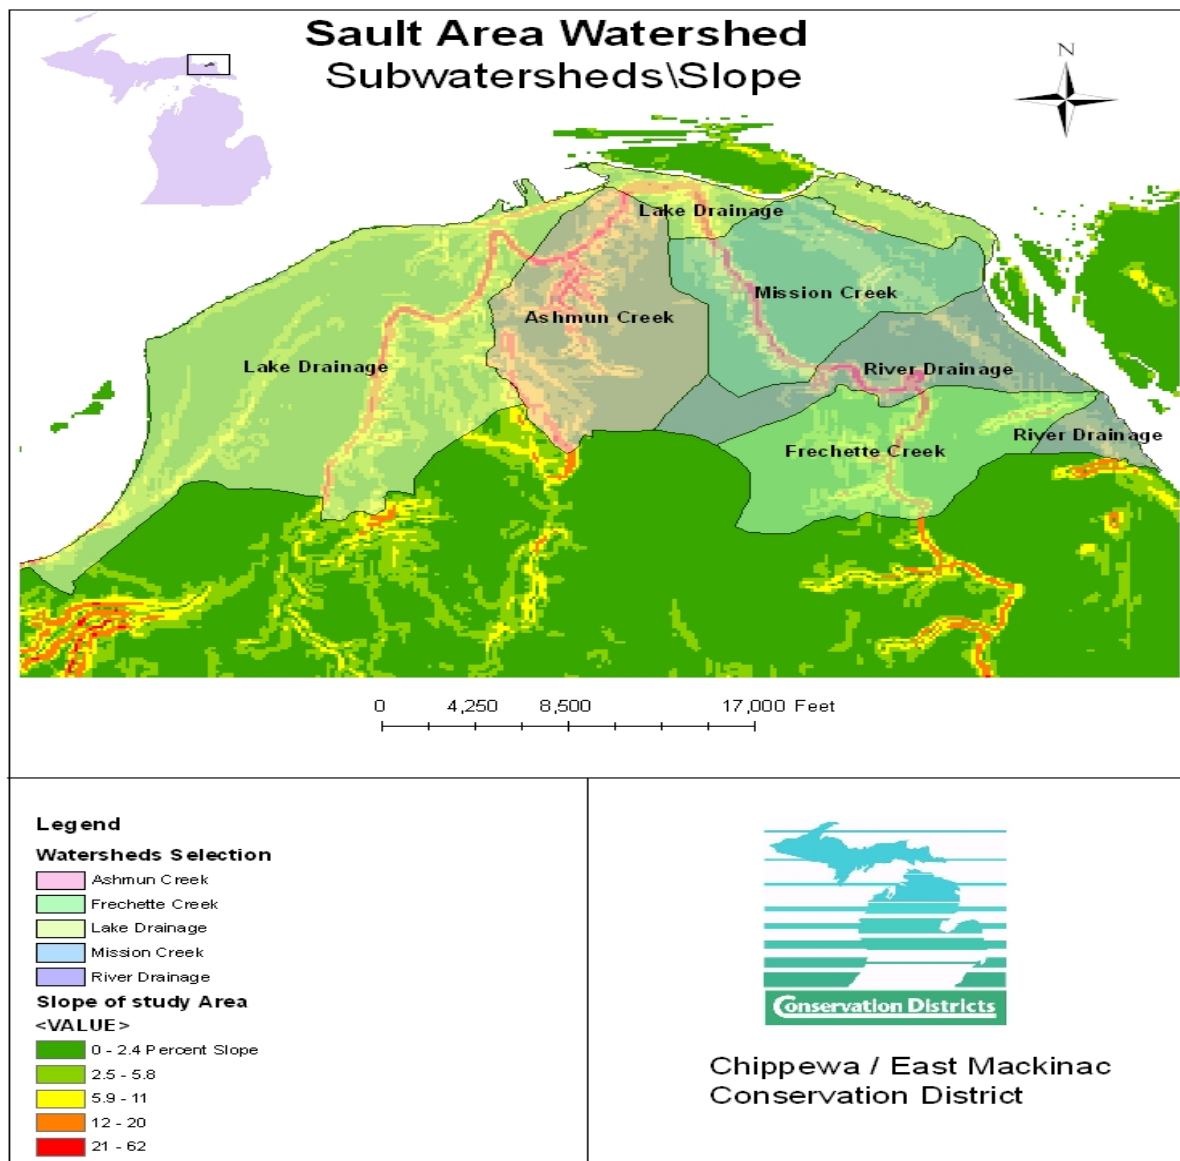 Sault Area Watershed
Subwatersheds\Slope
N
Lake Drainage
Mission Creek
Ashmun Creek
Lake Drainage
River Drainage
River Drainage
Frechette Creek
0 4,250 8,500 17,000 Feet
Legend
Watersheds Selection
Ashmun Creek
Frechette Creek
Lake Drainage
Mission Creek
River Drainage
Slope of study Area
<VALUE>
0 - 2.4 Percent Slope
2.5 - 5.8
5.9 - 11
12 - 20
21 - 62
Conservation Districts
Chippewa / East Mackinac
Conservation District